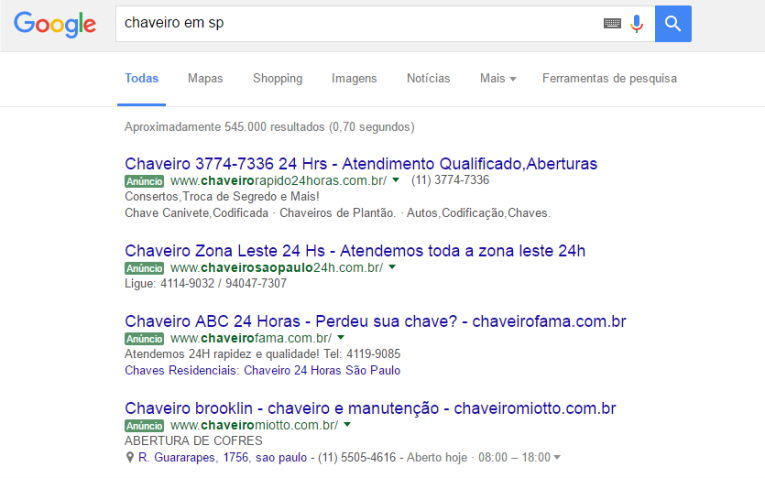 Google
chaveiro em sp
Todas Mapas Shopping Imagens Notícias Mais Ferramentas de pesquisa
Aproximadamente 545.000 resultados (0,70 segundos)
Chaveiro 3774-7336 24 Hrs - Atendimento Qualificado,Aberturas
Anúncio www.chaveirorapido24horas.com.br/ (11) 3774-7336
Consertos,Troca de Segredo e Mais!
Chave Canivete,Codificada · Chaveiros de Plantão. · Autos,Codificação,Chaves.
Chaveiro Zona Leste 24 Hs - Atendemos toda a zona leste 24h
Anúncio www.chaveirosaopaulo24h.com.br/
Ligue: 4114-9032 / 94047-7307
Chaveiro ABC 24 Horas - Perdeu sua chave? - chaveirofama.com.br
Anúncio www.chaveirofama.com.br/
Atendemos 24H rapidez e qualidade! Tel: 4119-9085
Chaves Residenciais: Chaveiro 24 Horas São Paulo
Chaveiro brooklin - chaveiro e manutenção - chaveiromiotto.com.br
Anúncio www.chaveiromiotto.com.br/
ABERTURA DE COFRES
R. Guararapes, 1756, sao paulo - (11) 5505-4616 - Aberto hoje · 08:00 – 18:00